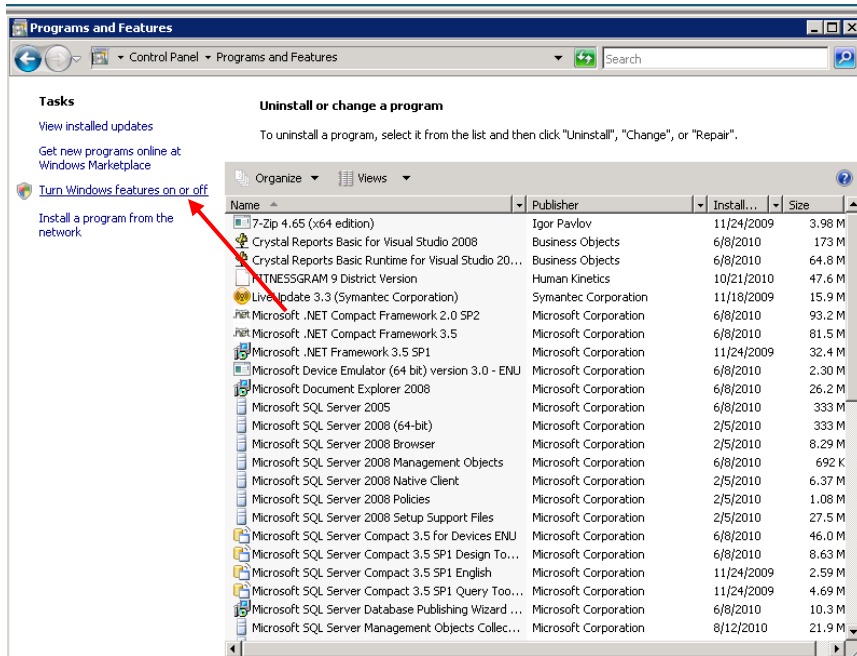 Programs and Features
Control Panel Programs and Features Search
Tasks
View installed updates
Get new programs online at
Windows Marketplace
Turn Windows features on or off
Install a program from the
network
Uninstall or change a program
To uninstall a program, select it from the list and then click "Uninstall", "Change", or "Repair".
Organize Views
Name Publisher Install... Size
7-Zip 4.65 (x64 edition) Igor Pavlov 11/24/2009 3.98 M
Crystal Reports Basic for Visual Studio 2008 Business Objects 6/8/2010 173 M
Crystal Reports Basic Runtime for Visual Studio 20... Business Objects 6/8/2010 64.8 M
FITNESSGRAM 9 District Version Human Kinetics 10/21/2010 47.6 M
LiveUpdate 3.3 (Symantec Corporation) Symantec Corporation 11/18/2009 15.9 M
Microsoft .NET Compact Framework 2.0 SP2 Microsoft Corporation 6/8/2010 93.2 M
Microsoft .NET Compact Framework 3.5 Microsoft Corporation 6/8/2010 81.5 M
Microsoft .NET Framework 3.5 SP1 Microsoft Corporation 11/24/2009 32.4 M
Microsoft Device Emulator (64 bit) version 3.0 - ENU Microsoft Corporation 6/8/2010 2.30 M
Microsoft Document Explorer 2008 Microsoft Corporation 6/8/2010 26.2 M
Microsoft SQL Server 2005 Microsoft Corporation 6/8/2010 333 M
Microsoft SQL Server 2008 (64-bit) Microsoft Corporation 2/5/2010 333 M
Microsoft SQL Server 2008 Browser Microsoft Corporation 2/5/2010 8.29 M
Microsoft SQL Server 2008 Management Objects Microsoft Corporation 6/8/2010 692 K
Microsoft SQL Server 2008 Native Client Microsoft Corporation 2/5/2010 6.37 M
Microsoft SQL Server 2008 Policies Microsoft Corporation 2/5/2010 1.08 M
Microsoft SQL Server 2008 Setup Support Files Microsoft Corporation 2/5/2010 27.5 M
Microsoft SQL Server Compact 3.5 for Devices ENU Microsoft Corporation 6/8/2010 46.0 M
Microsoft SQL Server Compact 3.5 SP1 Design To... Microsoft Corporation 6/8/2010 8.63 M
Microsoft SQL Server Compact 3.5 SP1 English Microsoft Corporation 11/24/2009 2.59 M
Microsoft SQL Server Compact 3.5 SP1 Query Too... Microsoft Corporation 11/24/2009 4.69 M
Microsoft SQL Server Database Publishing Wizard ... Microsoft Corporation 6/8/2010 10.3 M
Microsoft SQL Server Management Objects Collec... Microsoft Corporation 8/12/2010 21.9 M